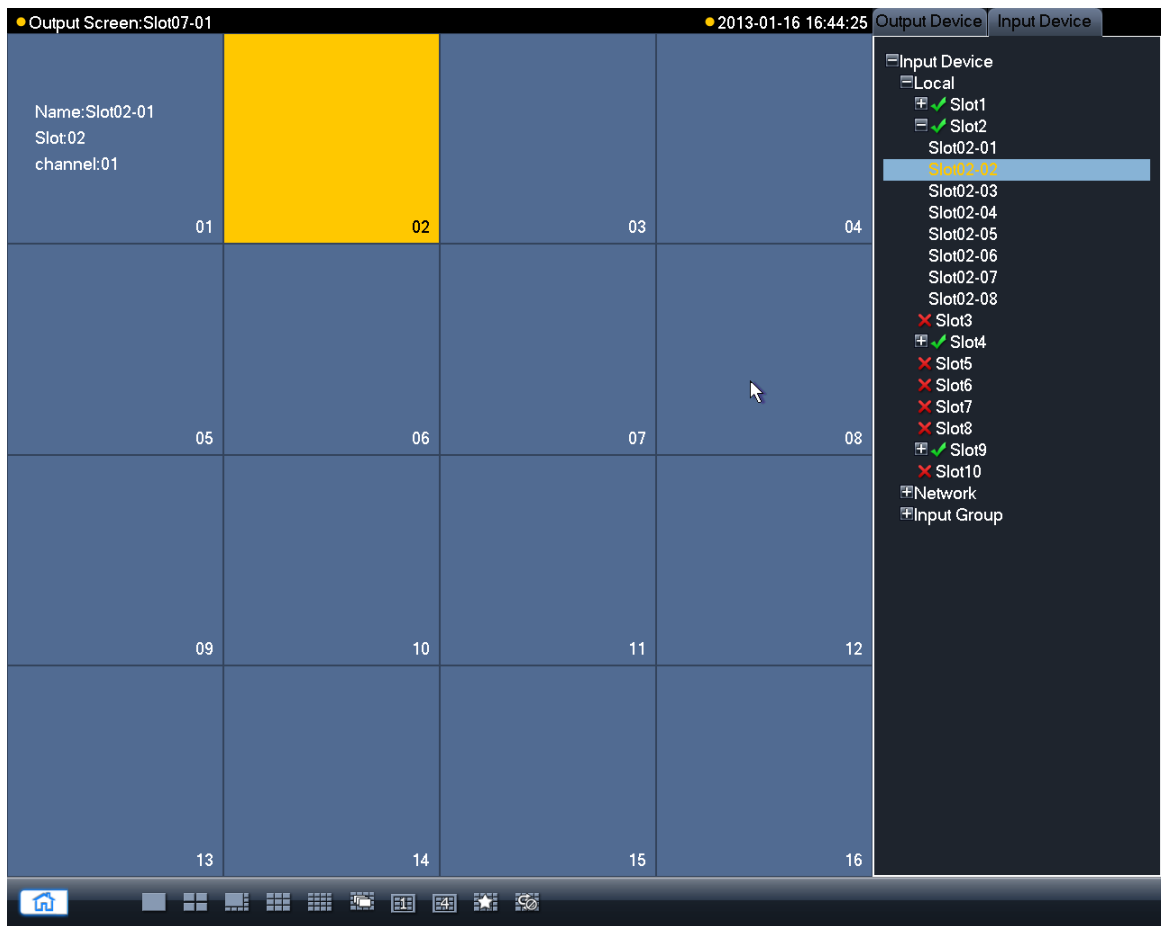 Output Screen:Slot07-01
2013-01-16 16:44:25
Output Device
Input Device
Name:Slot02-01
Slot:02
channel:01
01
02
03
04
05
06
07
08
09
10
11
12
13
14
15
16
Input Device
Local
Slot1
Slot2
Slot02-01
Slot02-02
Slot02-03
Slot02-04
Slot02-05
Slot02-06
Slot02-07
Slot02-08
Slot3
Slot4
Slot5
Slot6
Slot7
Slot8
Slot9
Slot10
Network
Input Group
1
4